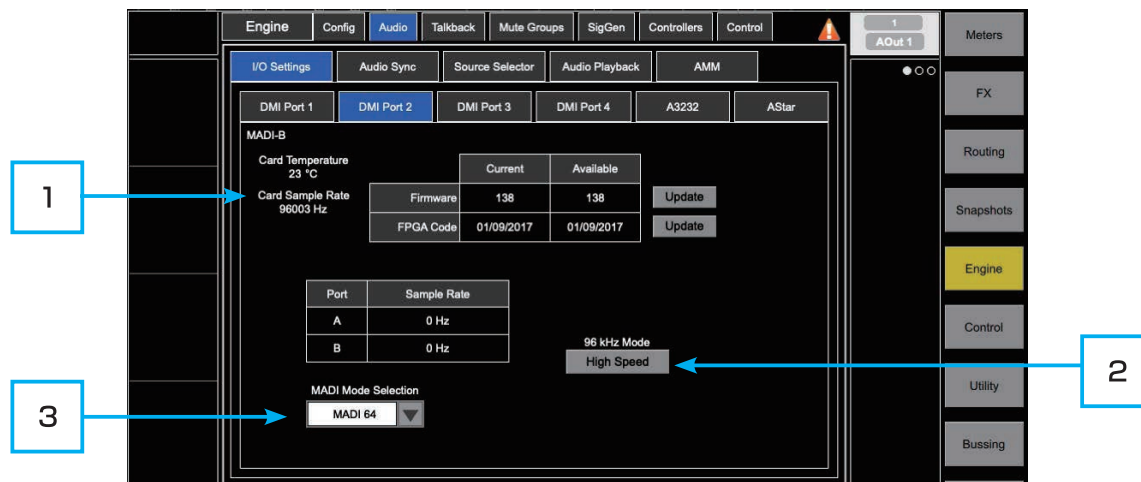 Engine Config Audio Talkback Mute Groups SigGen Controllers Control
1
AOut 1
Meters
I/O Settings Audio Sync Source Selector Audio Playback AMM
FX
DMI Port 1 DMI Port 2 DMI Port 3 DMI Port 4 A3232 AStar
MADI-B
Routing
Card Temperature
23 °C
Current Available
1
Card Sample Rate
96003 Hz
Firmware 138 138 Update
Snapshots
FPGA Code 01/09/2017 01/09/2017 Update
Engine
Port Sample Rate
A 0 Hz
Control
B 0 Hz
96 kHz Mode
High Speed
2
Utility
MADI Mode Selection
MADI 64
3
Bussing